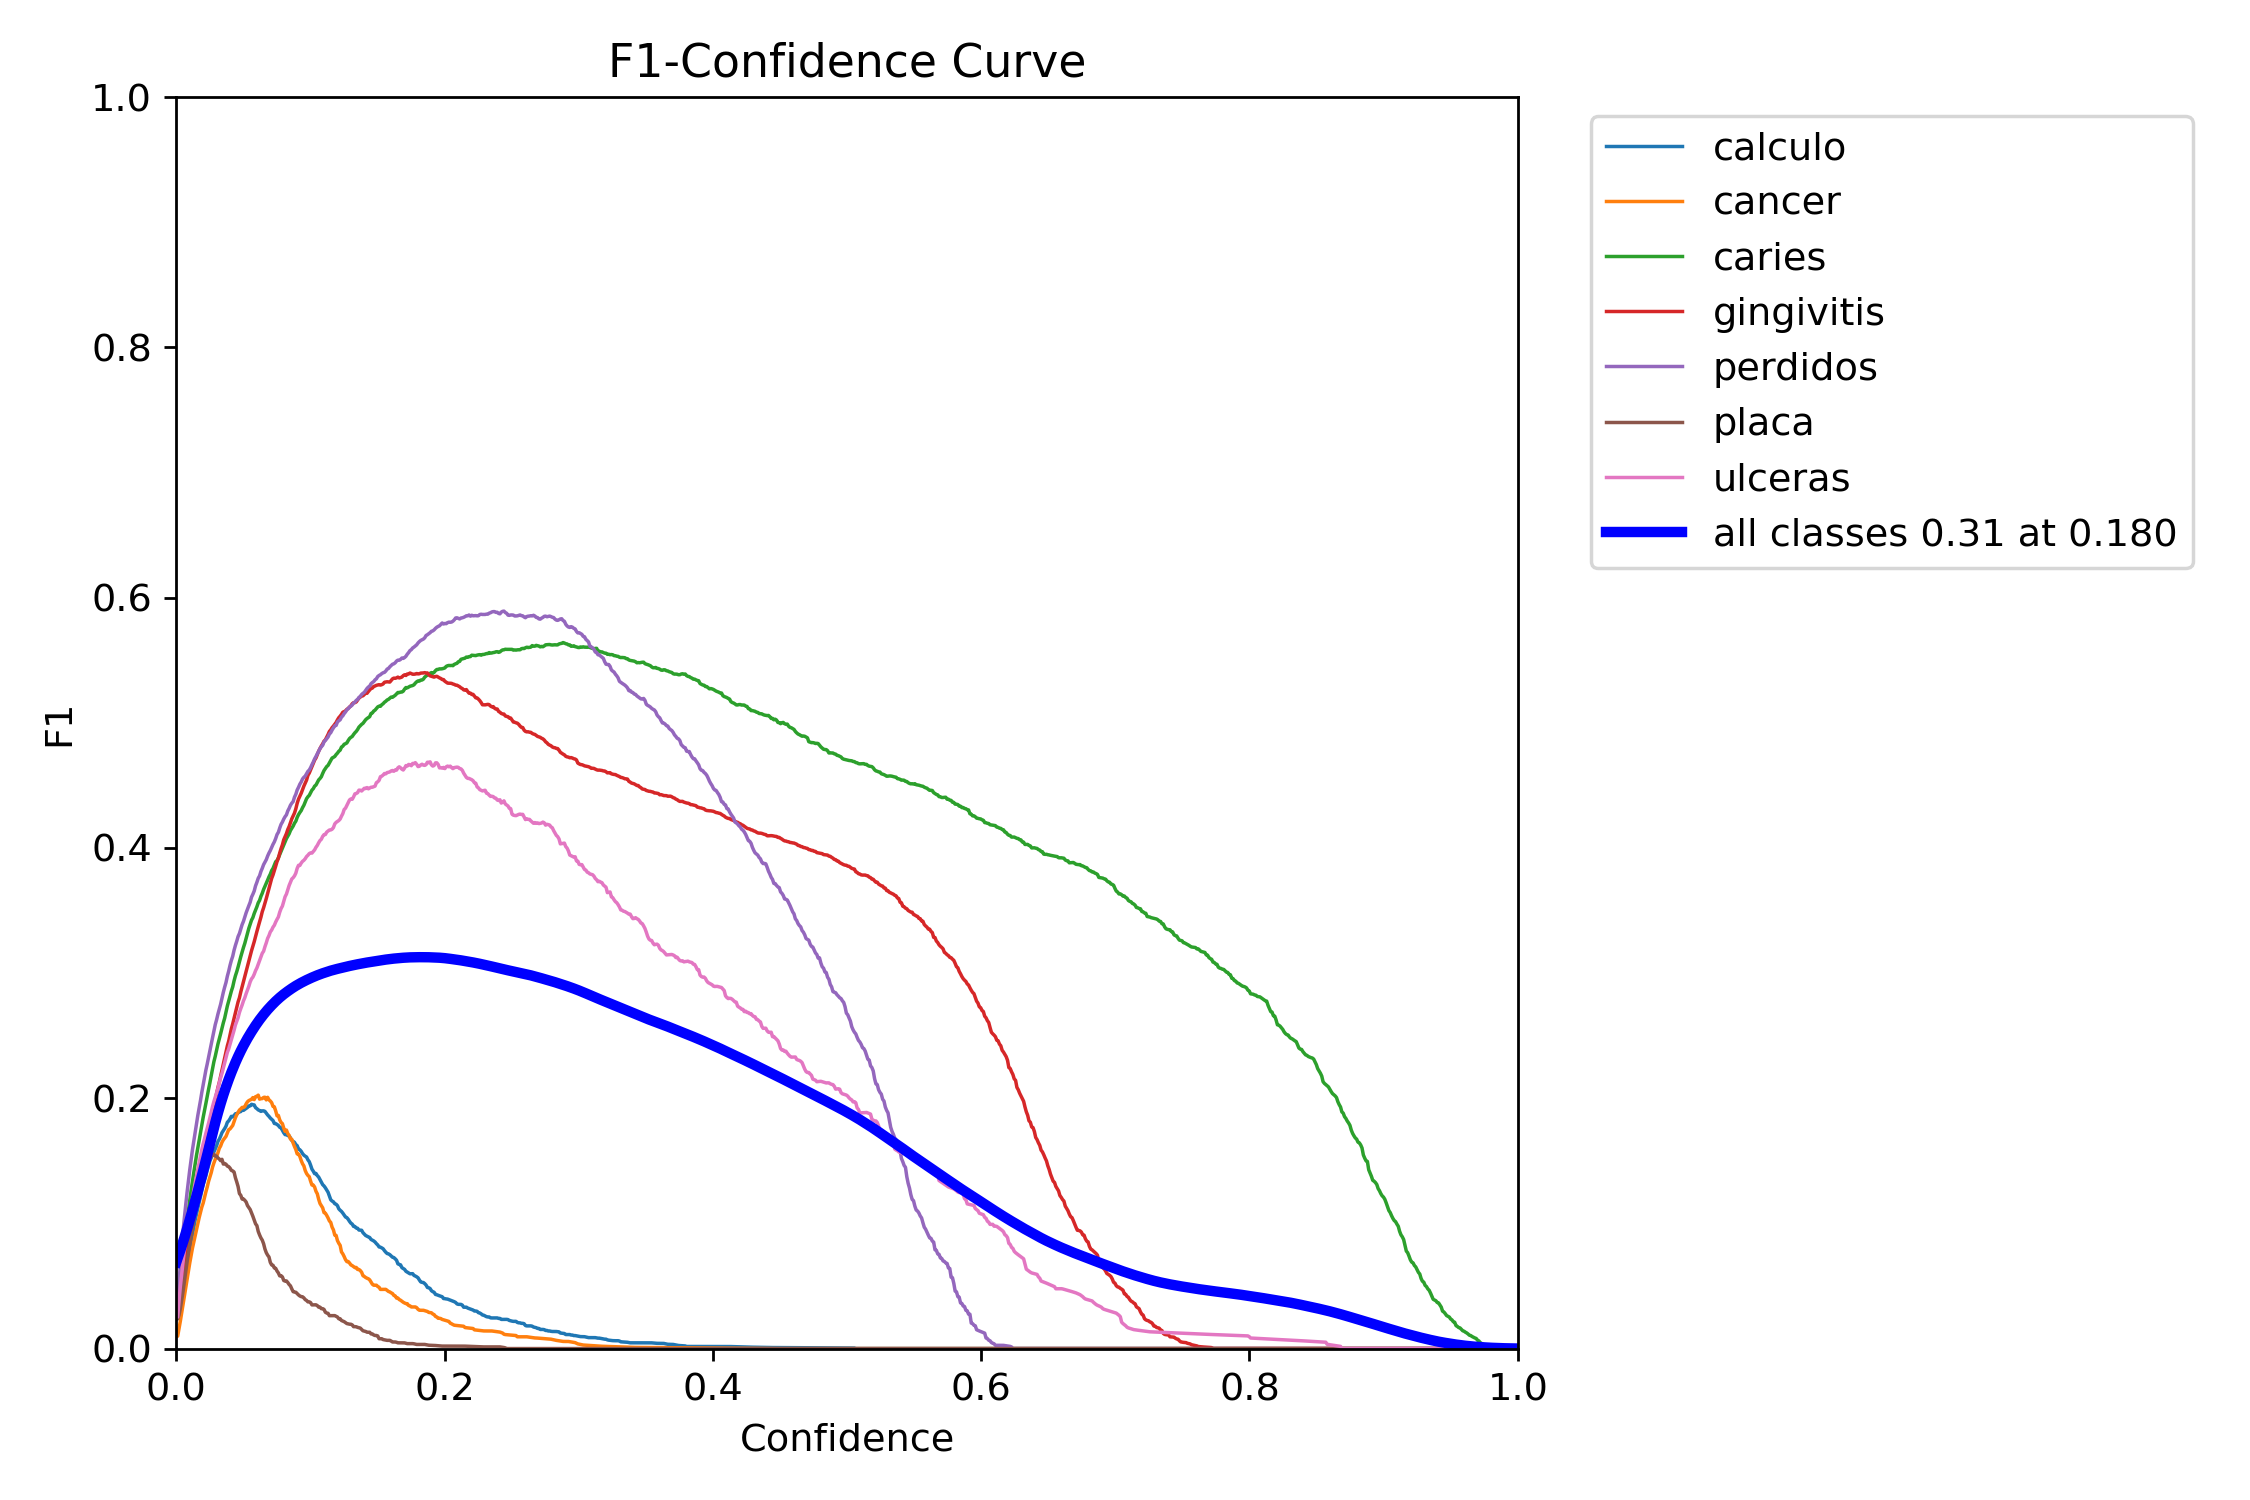 F1-Confidence Curve
1.0
0.8
0.6
0.4
0.2
0.0
F1
0.0 0.2 0.4 0.6 0.8 1.0
Confidence
calculo
cancer
caries
gingivitis
perdidos
placa
ulceras
all classes 0.31 at 0.180